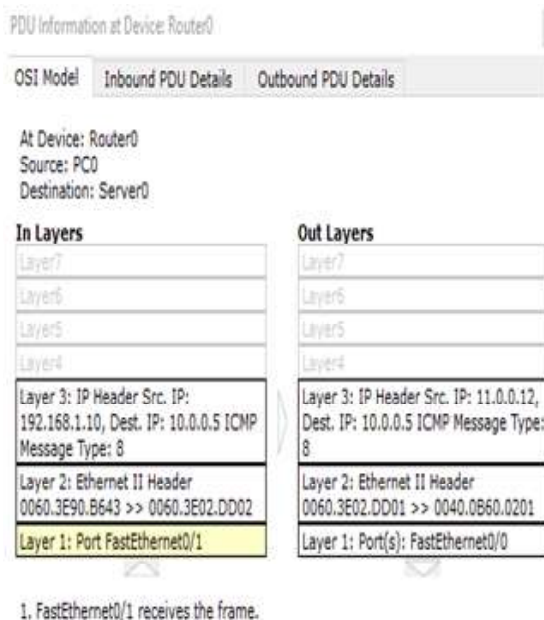 PDU Information at Device: Router0
OSI Model
Inbound PDU Details
Outbound PDU Details
At Device: Router0
Source: PC0
Destination: Server0
In Layers
Layer7
Layer6
Layer5
Layer4
Layer 3: IP Header Src. IP:
192.168.1.10, Dest. IP: 10.0.0.5 ICMP
Message Type: 8
Layer 2: Ethernet II Header
0060.3E90.B643 >> 0060.3E02.DD02
Layer 1: Port FastEthernet0/1
Out Layers
Layer7
Layer6
Layer5
Layer4
Layer 3: IP Header Src. IP: 11.0.0.12,
Dest. IP: 10.0.0.5 ICMP Message Type:
8
Layer 2: Ethernet II Header
0060.3E02.DD01 >> 0040.0B60.0201
Layer 1: Port(s): FastEthernet0/0
1. FastEthernet0/1 receives the frame.